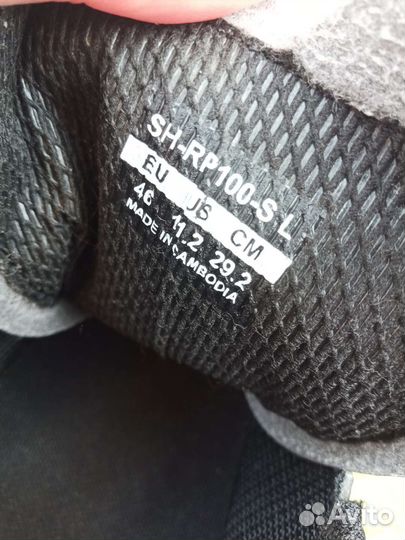 SH-RP100-S L
EU US CM
46 11.2 29.2
MADE IN CAMBODIA
Avito